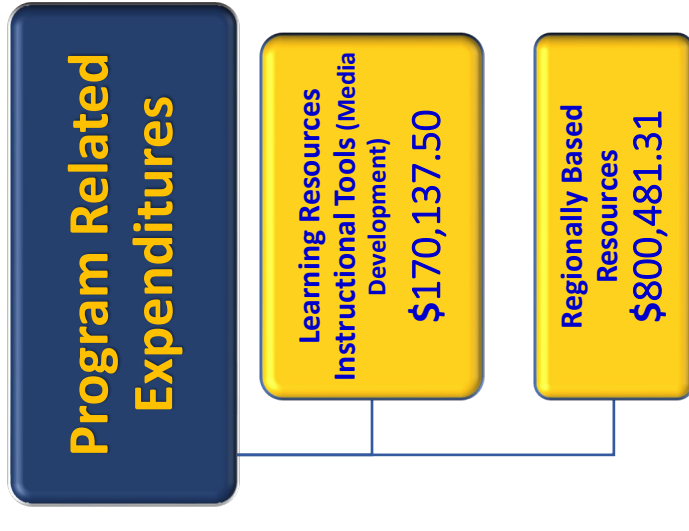 Program Related
Expenditures
Learning Resources
Instructional Tools (Media
Development)
$170,137.50
Regionally Based
Resources
$800,481.31